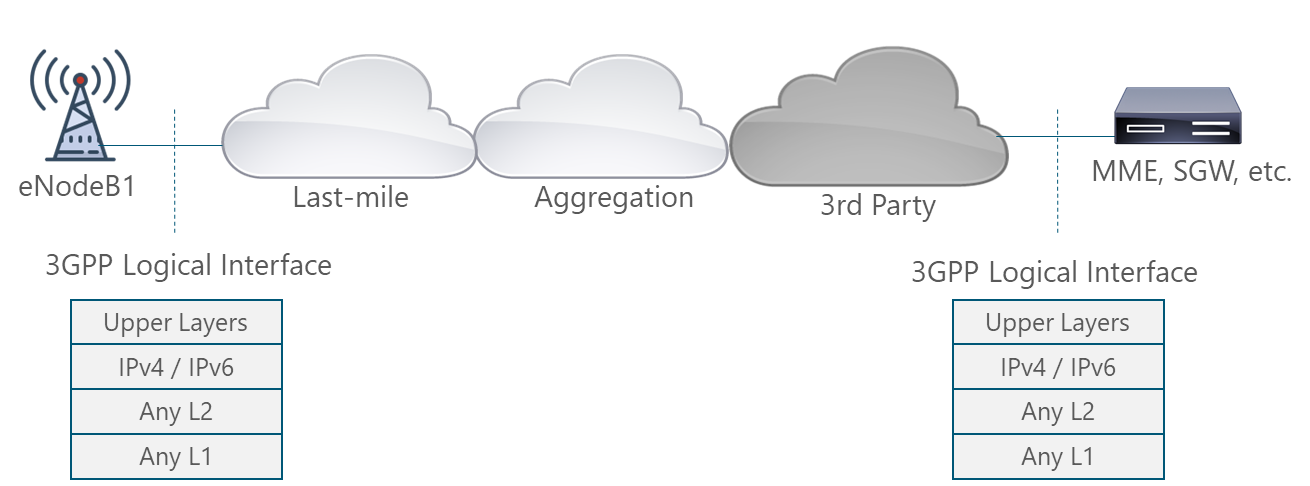 eNodeB1
Last-mile
Aggregation
3rd Party
MME, SGW, etc.
3GPP Logical Interface
Upper Layers
IPv4 / IPv6
Any L2
Any L1
3GPP Logical Interface
Upper Layers
IPv4 / IPv6
Any L2
Any L1